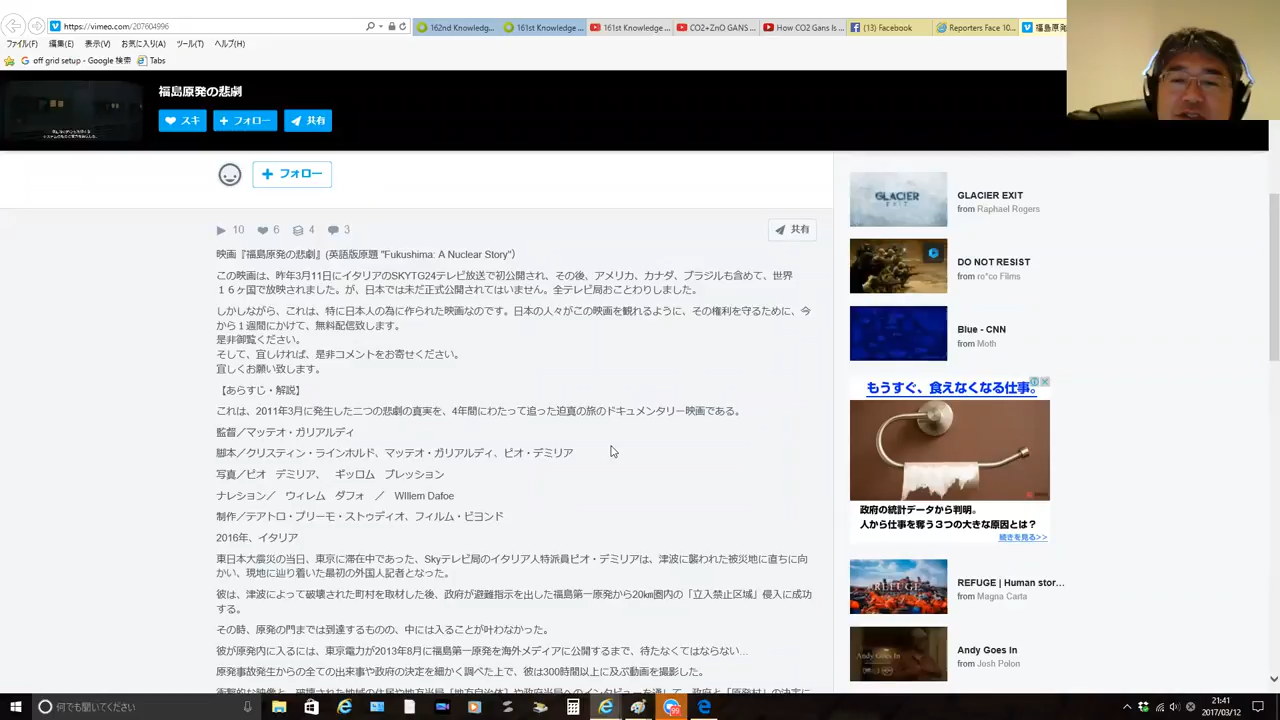 https://vimeo.com/207604996
162nd Knowledg...
161st Knowledge ...
161st Knowledge ...
CO2+ZnO GANS ...
How CO2 Gans Is ...
(13) Facebook
Reporters Face 10...
福島原発
ファイル(F) 編集(E) 表示(V) お気に入り(A) ツール(T) ヘルプ(H)
off grid setup - Google 検索
Tabs
福島原発の悲劇
スキ
フォロー
共有
フォロー
10 6 4 3
共有
映画『福島原発の悲劇』(英語版原題 "Fukushima: A Nuclear Story")
この映画は、昨年3月11日にイタリアのSKYTG24テレビ放送で初公開され、その後、アメリカ、カナダ、ブラジルも含めて、世界
１６ヶ国で放映されました。が、日本では未だ正式公開されてはいません。全テレビ局おことわりしました。
しかしながら、これは、特に日本人の為に作られた映画なのです。日本の人々がこの映画を観れるように、その権利を守るために、今
から１週間にかけて、無料配信致します。
是非御覧ください。
そして、宜しければ、是非コメントをお寄せください。
宜しくお願い致します。
【あらすじ・解説】
これは、2011年3月に発生した二つの悲劇の真実を、4年間にわたって追った迫真の旅のドキュメンタリー映画である。
監督／マッテオ・ガリアルディ
脚本／クリスティン・ラインホルド、マッテオ・ガリアルディ、ピオ・デミリア
写真／ピオ　デミリア、　ギッロム　ブレッション
ナレション／　ウィレム　ダフォ　／　Willem Dafoe
制作／テアトロ・プリーモ・ストゥディオ、フィルム・ビヨンド
2016年、イタリア
東日本大震災の当日、東京に滞在中であった、Skyテレビ局のイタリア人特派員ピオ・デミリアは、津波に襲われた被災地に直ちに向
かい、現地に辿り着いた最初の外国人記者となった。
彼は、津波によって破壊された町村を取材した後、政府が避難指示を出した福島第一原発から20㎞圏内の「立入禁止区域」侵入に成功
する。
その時、原発の門までは到達するものの、中には入ることが叶わなかった。
彼が原発内に入るには、東京電力が2013年8月に福島第一原発を海外メディアに公開するまで、待たなくてはならない...
原発事故発生からの全ての出来事や政府の決定を細かく調べた上で、彼は300時間以上に及ぶ動画を撮影した。
GLACIER EXIT
GLACIER EXIT
from Raphael Rogers
DO NOT RESIST
from ro*co Films
Blue - CNN
from Moth
もうすぐ、食えなくなる仕事。
政府の統計データから判明。
人から仕事を奪う３つの大きな原因とは？
続きを見る>>
REFUGE
REFUGE | Human stor...
from Magna Carta
Andy Goes In
Andy Goes In
from Josh Polon
何でも聞いてください
99
21:41
2017/03/12